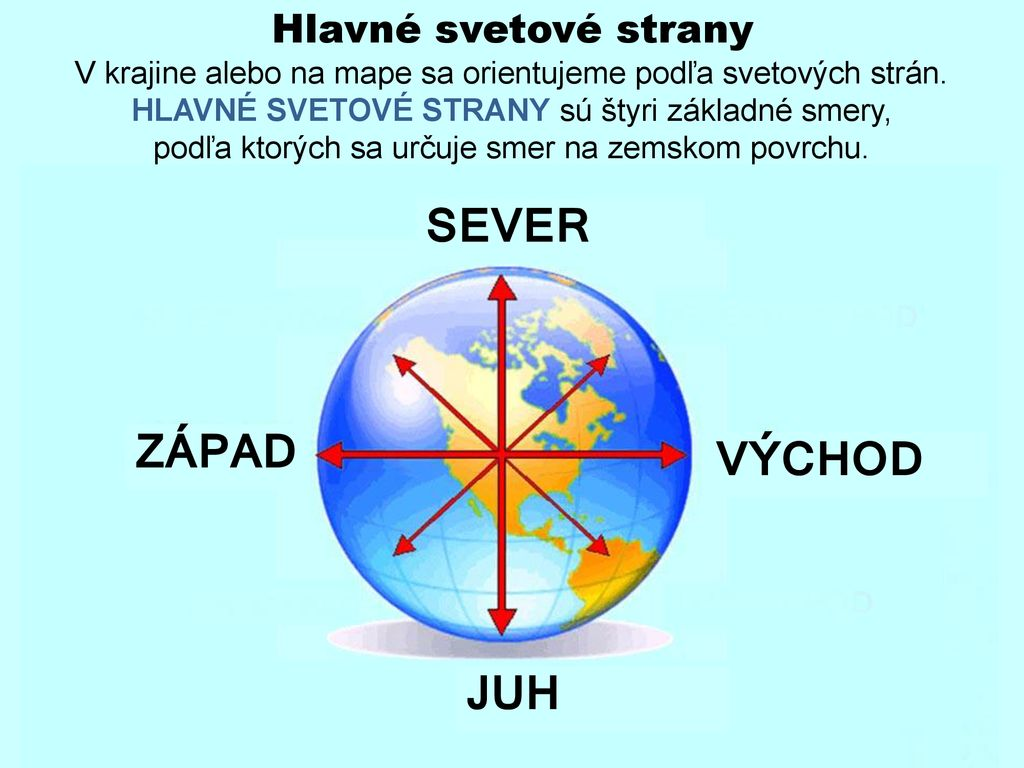 Hlavné svetové strany
V krajine alebo na mape sa orientujeme podľa svetových strán.
HLAVNÉ SVETOVÉ STRANY sú štyri základné smery,
podľa ktorých sa určuje smer na zemskom povrchu.
SEVER
ZÁPAD
VÝCHOD
JUH